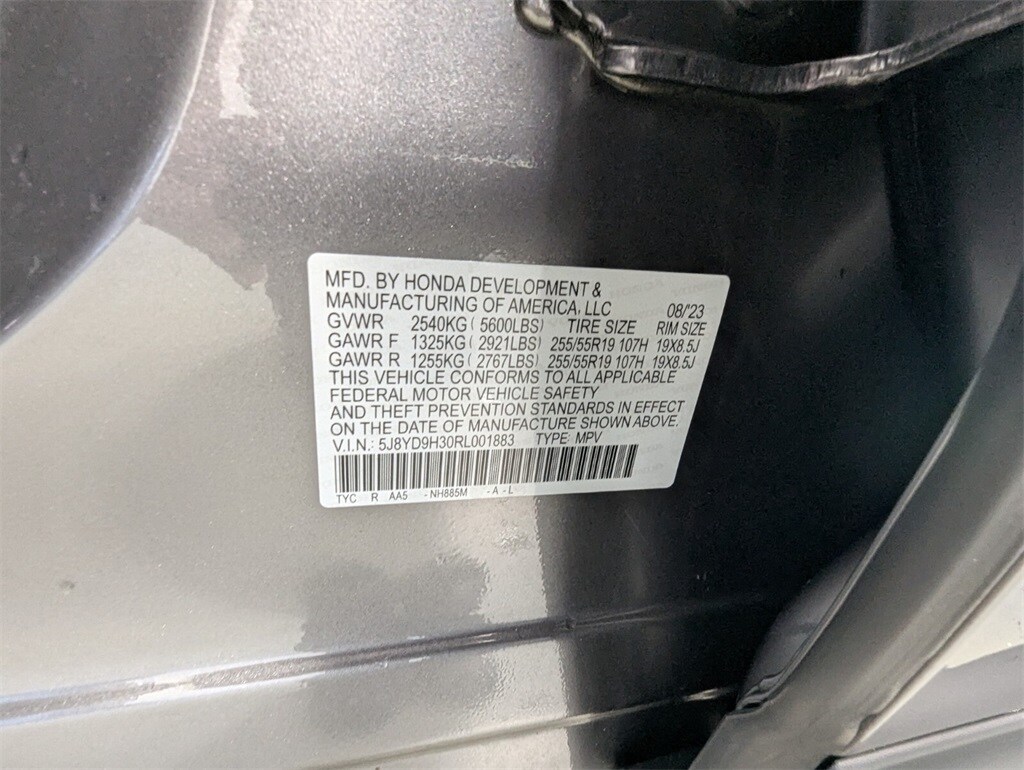 MFD. BY HONDA DEVELOPMENT &
MANUFACTURING OF AMERICA, LLC 08/'23
GVWR 2540KG ( 5600LBS) TIRE SIZE RIM SIZE
GAWR F 1325KG ( 2921LBS) 255/55R19 107H 19X8.5J
GAWR R 1255KG ( 2767LBS) 255/55R19 107H 19X8.5J
THIS VEHICLE CONFORMS TO ALL APPLICABLE
FEDERAL MOTOR VEHICLE SAFETY
AND THEFT PREVENTION STANDARDS IN EFFECT
ON THE DATE OF MANUFACTURE SHOWN ABOVE.
V.I.N.: 5J8YD9H30RL001883 TYPE: MPV
TYC R AA5 -NH885M -A-L